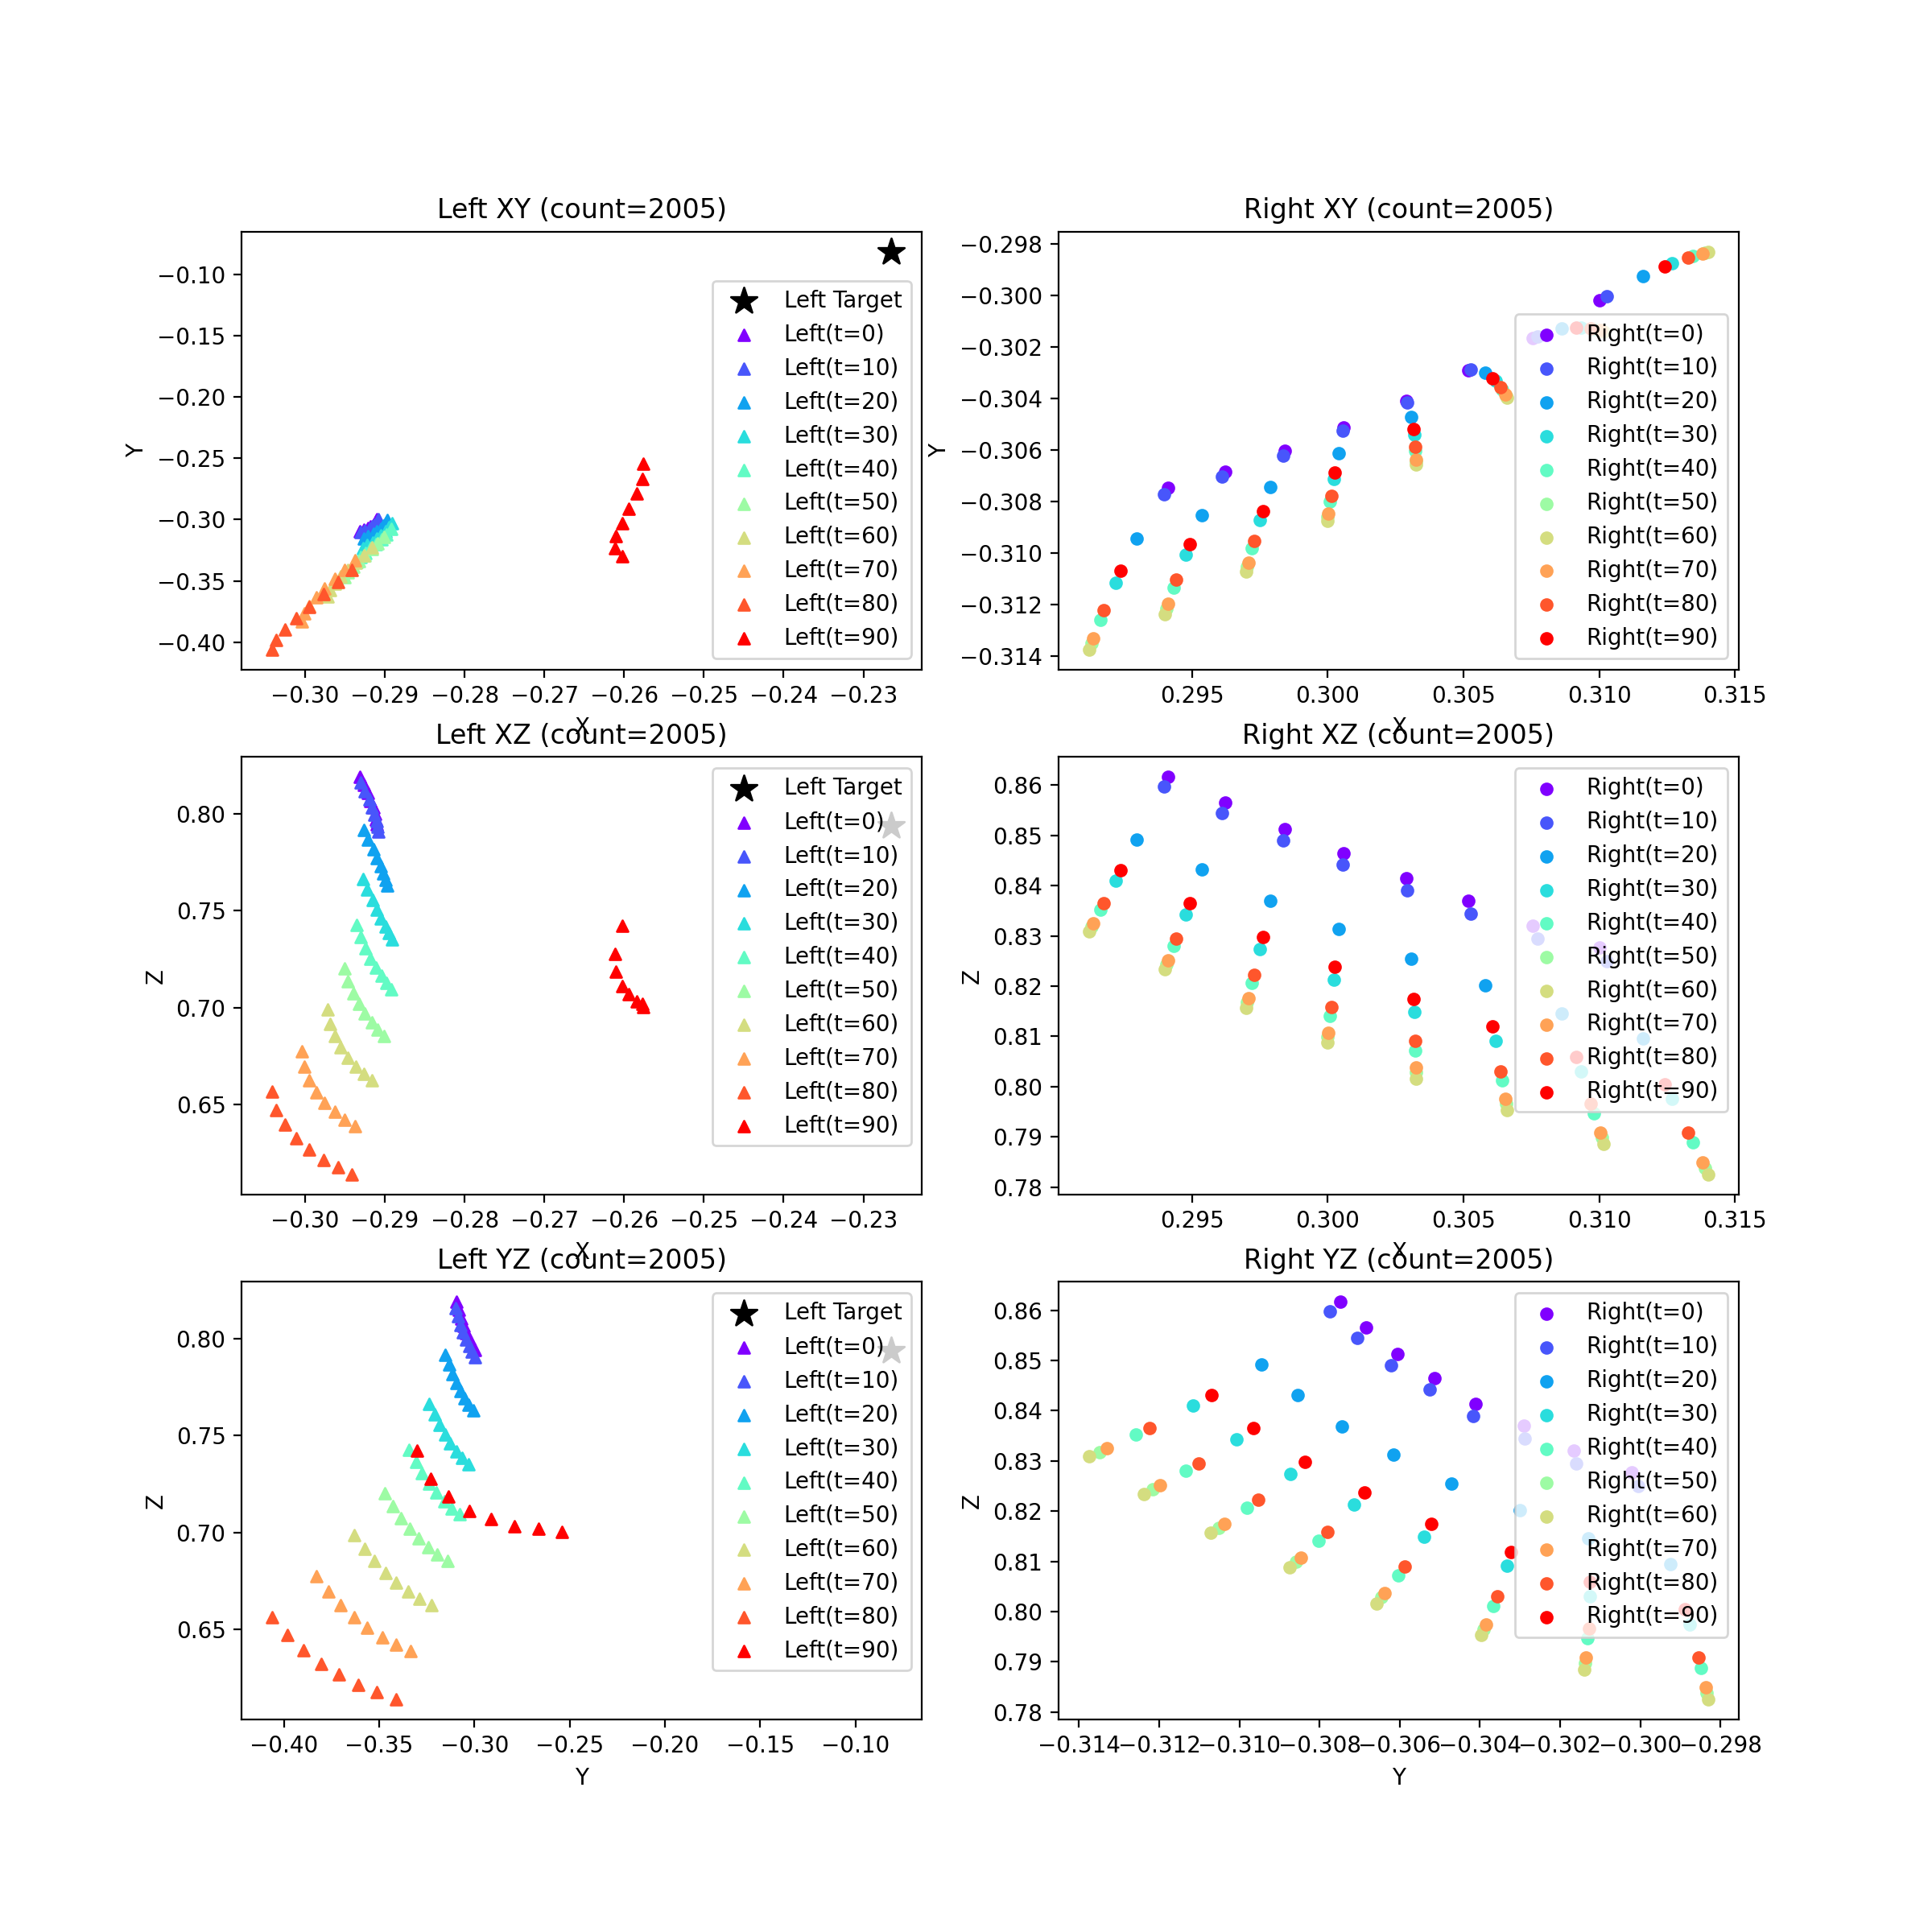 Left XY (count=2005)
−0.10
−0.15
−0.20
−0.25
−0.30
−0.35
−0.40
Y
Left Target
Left(t=0)
Left(t=10)
Left(t=20)
Left(t=30)
Left(t=40)
Left(t=50)
Left(t=60)
Left(t=70)
Left(t=80)
Left(t=90)
−0.30 −0.29 −0.28 −0.27 −0.26 −0.25 −0.24 −0.23
X
Right XY (count=2005)
−0.298
−0.300
−0.302
−0.304
−0.306
−0.308
−0.310
−0.312
−0.314
Y
Right(t=0)
Right(t=10)
Right(t=20)
Right(t=30)
Right(t=40)
Right(t=50)
Right(t=60)
Right(t=70)
Right(t=80)
Right(t=90)
0.295 0.300 0.305 0.310 0.315
X
Left XZ (count=2005)
0.80
0.75
0.70
0.65
Z
Left Target
Left(t=0)
Left(t=10)
Left(t=20)
Left(t=30)
Left(t=40)
Left(t=50)
Left(t=60)
Left(t=70)
Left(t=80)
Left(t=90)
−0.30 −0.29 −0.28 −0.27 −0.26 −0.25 −0.24 −0.23
X
Right XZ (count=2005)
0.86
0.85
0.84
0.83
0.82
0.81
0.80
0.79
0.78
Z
Right(t=0)
Right(t=10)
Right(t=20)
Right(t=30)
Right(t=40)
Right(t=50)
Right(t=60)
Right(t=70)
Right(t=80)
Right(t=90)
0.295 0.300 0.305 0.310 0.315
X
Left YZ (count=2005)
0.80
0.75
0.70
0.65
Z
Left Target
Left(t=0)
Left(t=10)
Left(t=20)
Left(t=30)
Left(t=40)
Left(t=50)
Left(t=60)
Left(t=70)
Left(t=80)
Left(t=90)
−0.40 −0.35 −0.30 −0.25 −0.20 −0.15 −0.10
Y
Right YZ (count=2005)
0.86
0.85
0.84
0.83
0.82
0.81
0.80
0.79
0.78
Z
Right(t=0)
Right(t=10)
Right(t=20)
Right(t=30)
Right(t=40)
Right(t=50)
Right(t=60)
Right(t=70)
Right(t=80)
Right(t=90)
−0.314 −0.312 −0.310 −0.308 −0.306 −0.304 −0.302 −0.300 −0.298
Y